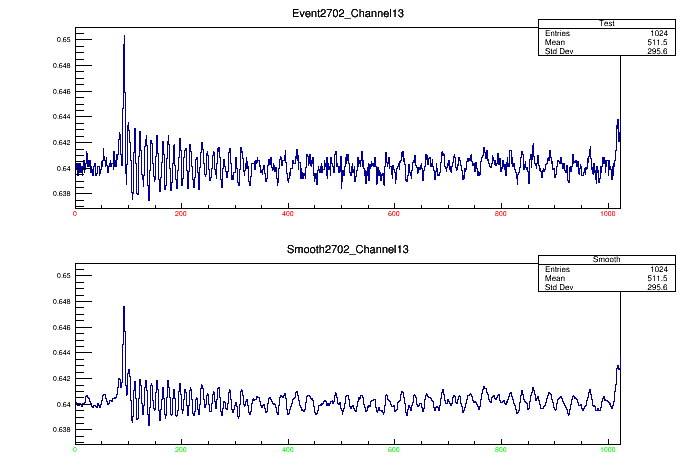 Event2702_Channel13
Test
Entries 1024
Mean 511.5
Std Dev 295.6
0.65
0.648
0.646
0.644
0.642
0.64
0.638
0 200 400 600 800 1000
Smooth2702_Channel13
Smooth
Entries 1024
Mean 511.5
Std Dev 295.6
0.65
0.648
0.646
0.644
0.642
0.64
0.638
0 200 400 600 800 1000